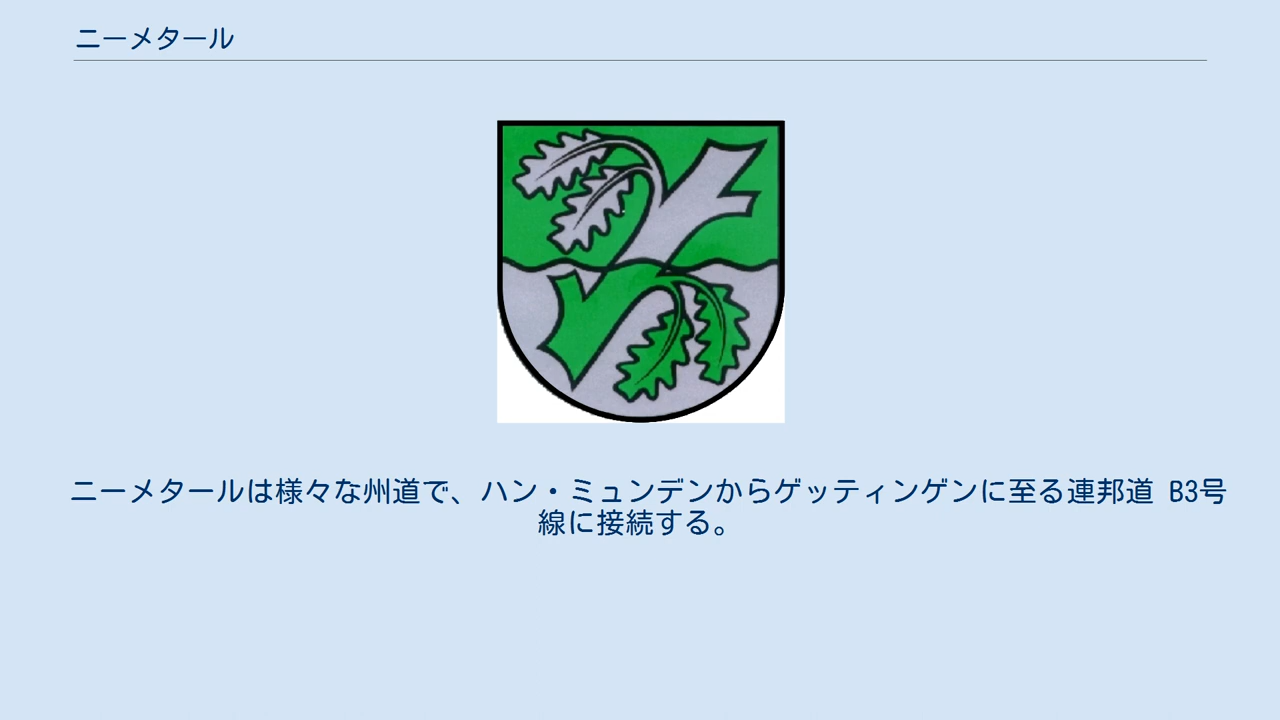 ニーメタール
ニーメタールは様々な州道で、ハン・ミュンデンからゲッティンゲンに至る連邦道 B3号
線に接続する。